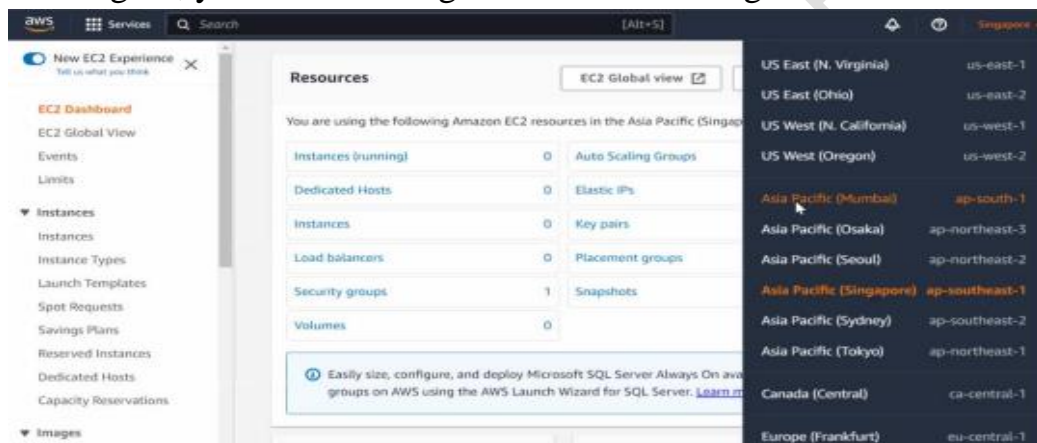 aws
Services
Search
[Alt+S]
Singapore
New EC2 Experience
Tell us what you think
EC2 Dashboard
EC2 Global View
Events
Limits
Instances
Instances
Instance Types
Launch Templates
Spot Requests
Savings Plans
Reserved Instances
Dedicated Hosts
Capacity Reservations
Images
Resources
EC2 Global view
You are using the following Amazon EC2 resources in the Asia Pacific (Singap
Instances (running) 0 Auto Scaling Groups
Dedicated Hosts 0 Elastic IPs
Instances 0 Key pairs
Load balancers 0 Placement groups
Security groups 1 Snapshots
Volumes 0
Easily size, configure, and deploy Microsoft SQL Server Always On ava
groups on AWS using the AWS Launch Wizard for SQL Server. Learn m
US East (N. Virginia) us-east-1
US East (Ohio) us-east-2
US West (N. California) us-west-1
US West (Oregon) us-west-2
Asia Pacific (Mumbai) ap-south-1
Asia Pacific (Osaka) ap-northeast-3
Asia Pacific (Seoul) ap-northeast-2
Asia Pacific (Singapore) ap-southeast-1
Asia Pacific (Sydney) ap-southeast-2
Asia Pacific (Tokyo) ap-northeast-1
Canada (Central) ca-central-1
Europe (Frankfurt) eu-central-1